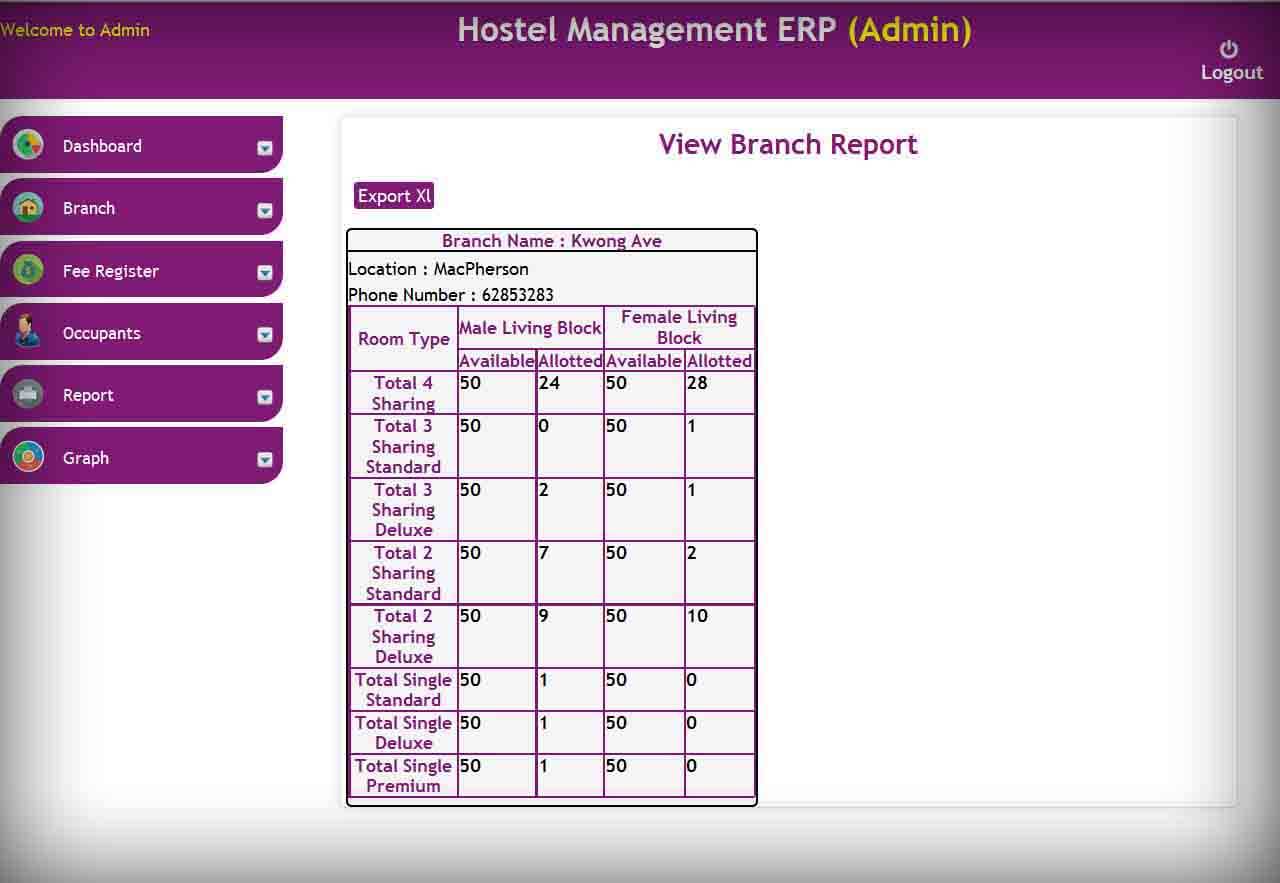 Welcome to Admin
Hostel Management ERP (Admin)
Logout
Dashboard
Branch
Fee Register
Occupants
Report
Graph
View Branch Report
Export Xl
Branch Name : Kwong Ave
Location : MacPherson
Phone Number : 62853283
Room Type Male Living Block Female Living
Block
Available Allotted Available Allotted
Total 4 50 24 50 28
Sharing
Total 3 50 0 50 1
Sharing
Standard
Total 3 50 2 50 1
Sharing
Deluxe
Total 2 50 7 50 2
Sharing
Standard
Total 2 50 9 50 10
Sharing
Deluxe
Total Single 50 1 50 0
Standard
Total Single 50 1 50 0
Deluxe
Total Single 50 1 50 0
Premium